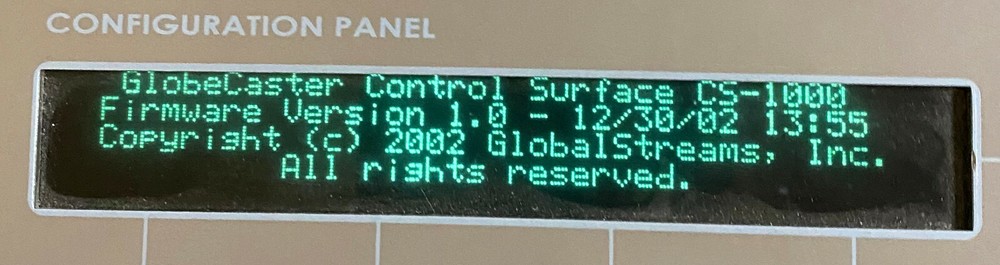 CONFIGURATION PANEL
GlobeCaster Control Surface CS-1000
Firmware Version 1.0 - 12/30/02 13:55
Copyright (c) 2002 GlobalStreams, Inc.
All rights reserved.